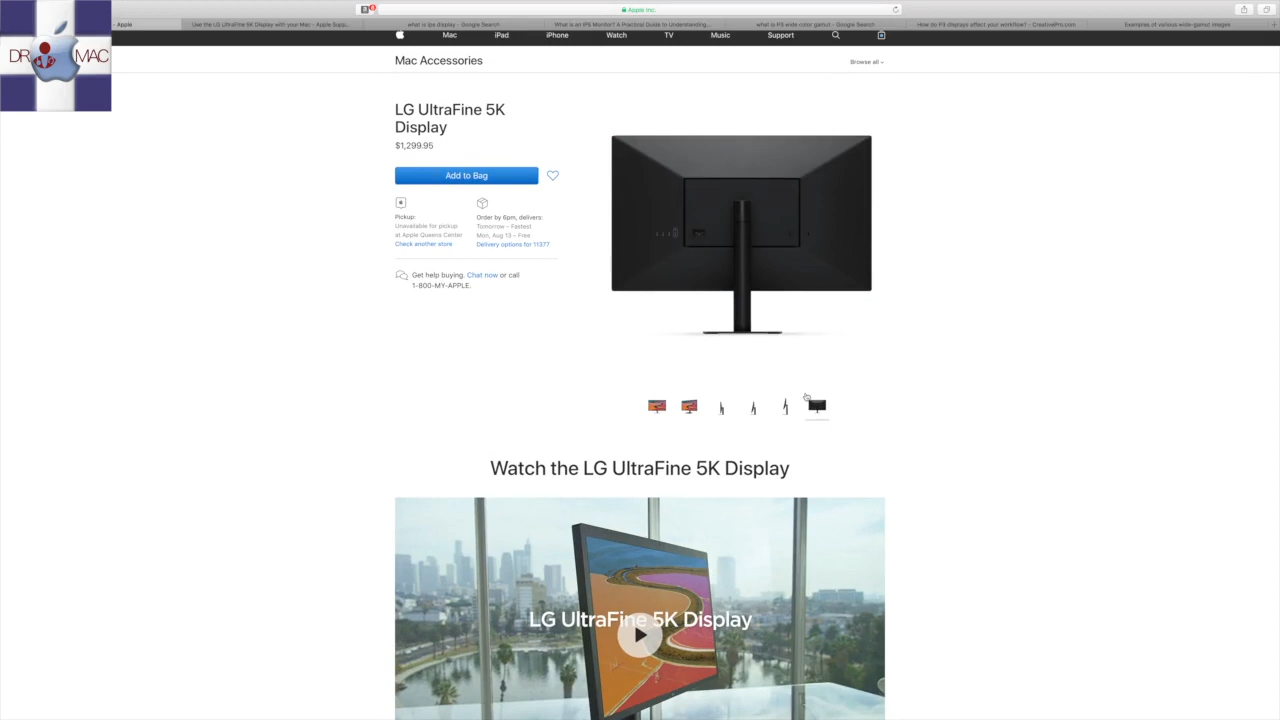 Apple Inc.
- Apple
Use the LG UltraFine 5K Display with your Mac - Apple Supp...
what is ips display - Google Search
What is an IPS Monitor? A Practical Guide to Understanding...
what is P3 wide color gamut - Google Search
How do P3 displays affect your workflow? - CreativePro.com
Examples of various wide-gamut images
DR MAC
Mac
iPad
iPhone
Watch
TV
Music
Support
Mac Accessories
Browse all
LG UltraFine 5K
Display
$1,299.95
Add to Bag
Pickup:
Unavailable for pickup
at Apple Queens Center
Check another store
Order by 6pm, delivers:
Tomorrow – Fastest
Mon, Aug 13 – Free
Delivery options for 11377
Get help buying. Chat now or call
1-800-MY-APPLE.
Watch the LG UltraFine 5K Display
LG UltraFine 5K Display